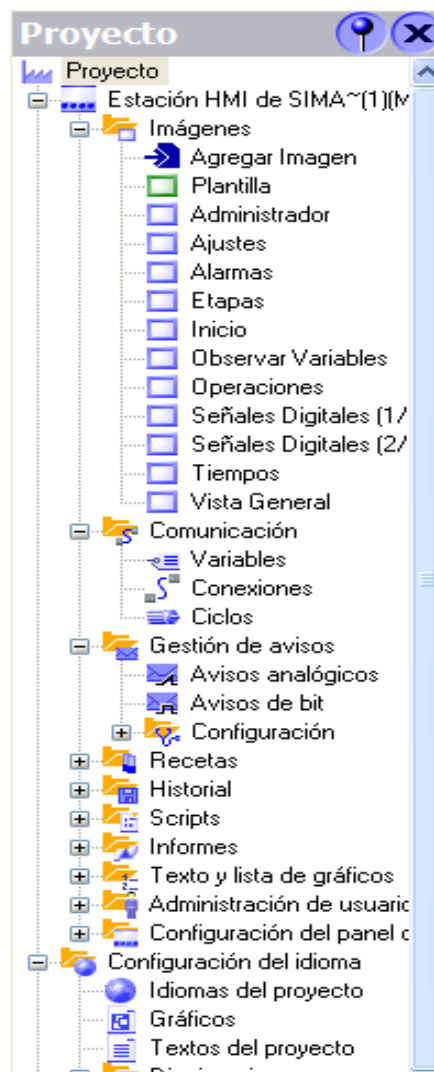 Proyecto
Proyecto
Estación HMI de SIMA~(1)(M
Imágenes
Agregar Imagen
Plantilla
Administrador
Ajustes
Alarmas
Etapas
Inicio
Observar Variables
Operaciones
Señales Digitales (1/
Señales Digitales (2/
Tiempos
Vista General
Comunicación
Variables
Conexiones
Ciclos
Gestión de avisos
Avisos analógicos
Avisos de bit
Configuración
Recetas
Historial
Scripts
Informes
Texto y lista de gráficos
Administración de usuario
Configuración del panel d
Configuración del idioma
Idiomas del proyecto
Gráficos
Textos del proyecto